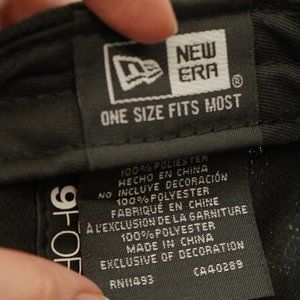 NEW
ERA®
ONE SIZE FITS MOST
100% POLYESTER
HECHO EN CHINA
NO INCLUYE DECORACIÓN
100% POLYESTER
FABRIQUÉ EN CHINE
À L'EXCLUSION DE LA GARNITURE
100% POLYESTER
MADE IN CHINA
EXCLUSIVE OF DECORATION
RN11493 CA40289
9FOR